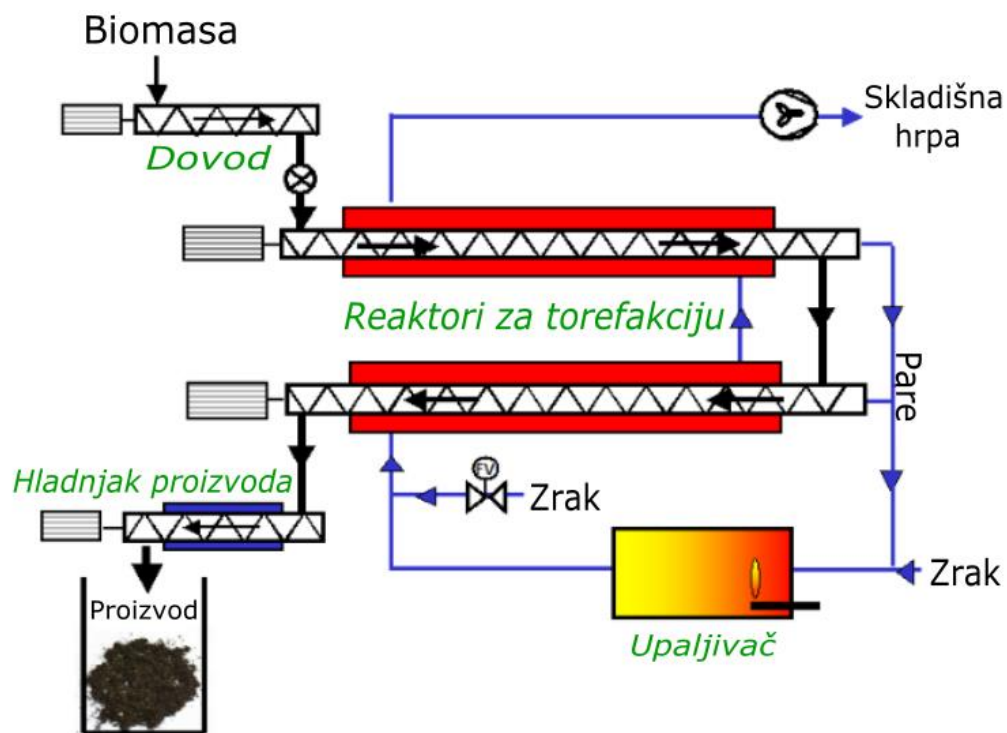 Biomasa
Dovod
Skladišna
hrpa
Reaktori za torefakciju
Pare
Hladnjak proizvoda
FV
Zrak
Zrak
Proizvod
Upaljivač